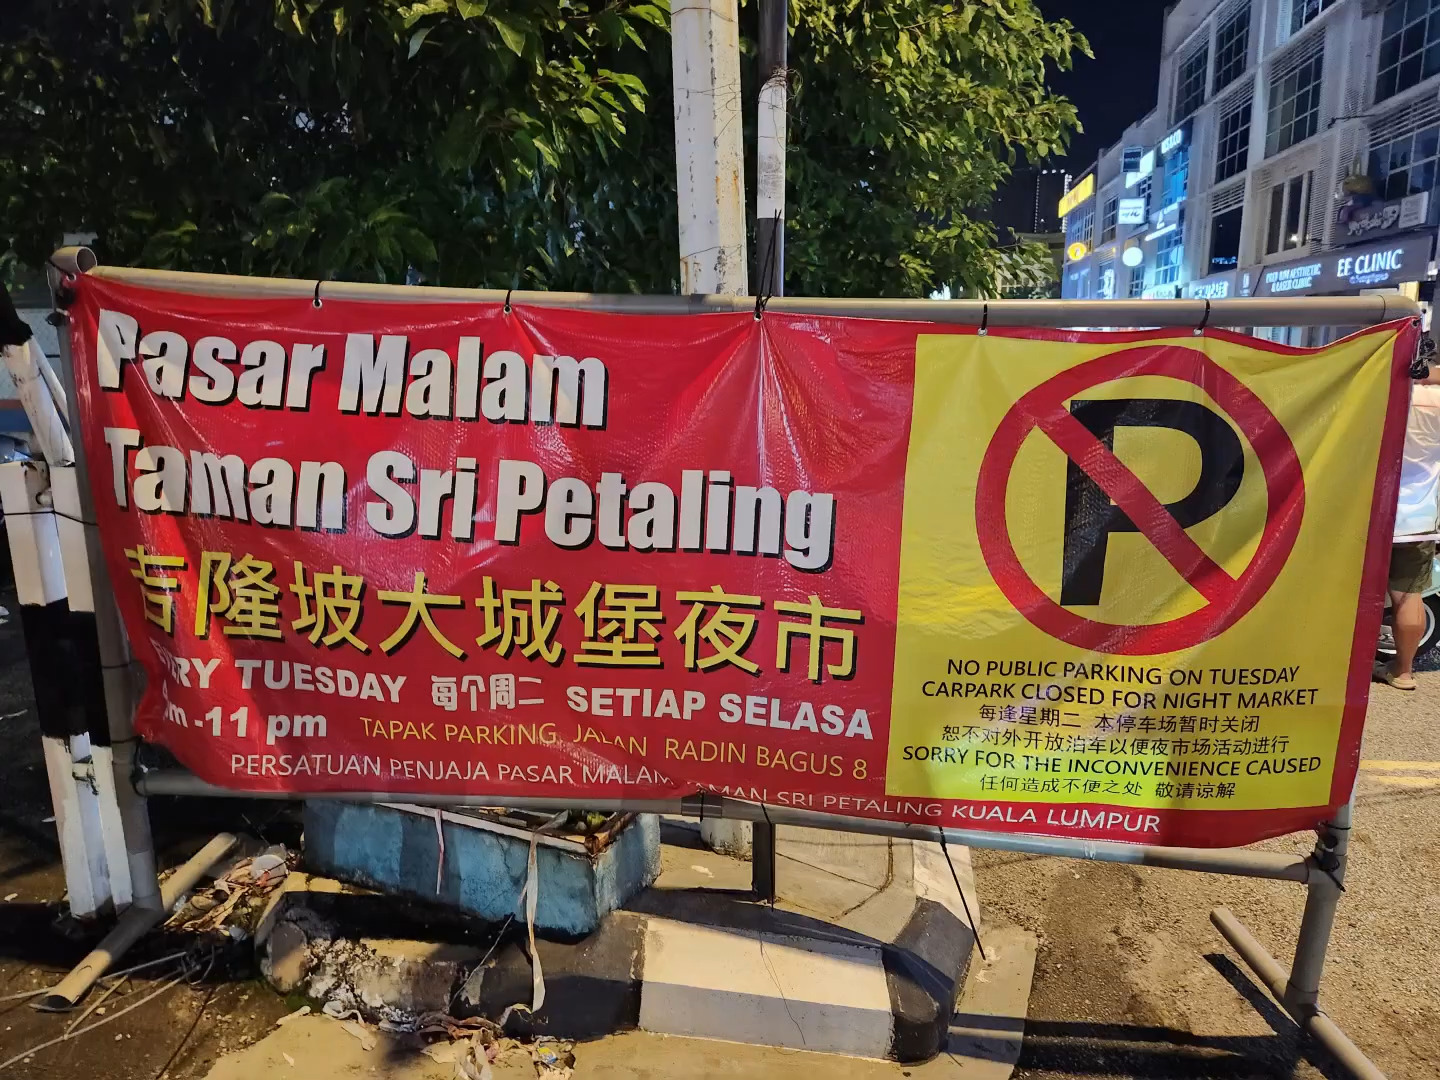 Pasar Malam
Taman Sri Petaling
吉隆坡大城堡夜市
EVERY TUESDAY 每个周二 SETIAP SELASA
-11 pm TAPAK PARKING, JALAN RADIN BAGUS 8
PERSATUAN PENJAJA PASAR MALAM TAMAN SRI PETALING KUALA LUMPUR
P
NO PUBLIC PARKING ON TUESDAY
CARPARK CLOSED FOR NIGHT MARKET
每逢星期二 本停车场暂时关闭
恕不对外开放泊车以便夜市场活动进行
SORRY FOR THE INCONVENIENCE CAUSED
任何造成不便之处 敬请谅解
EF CLINIC